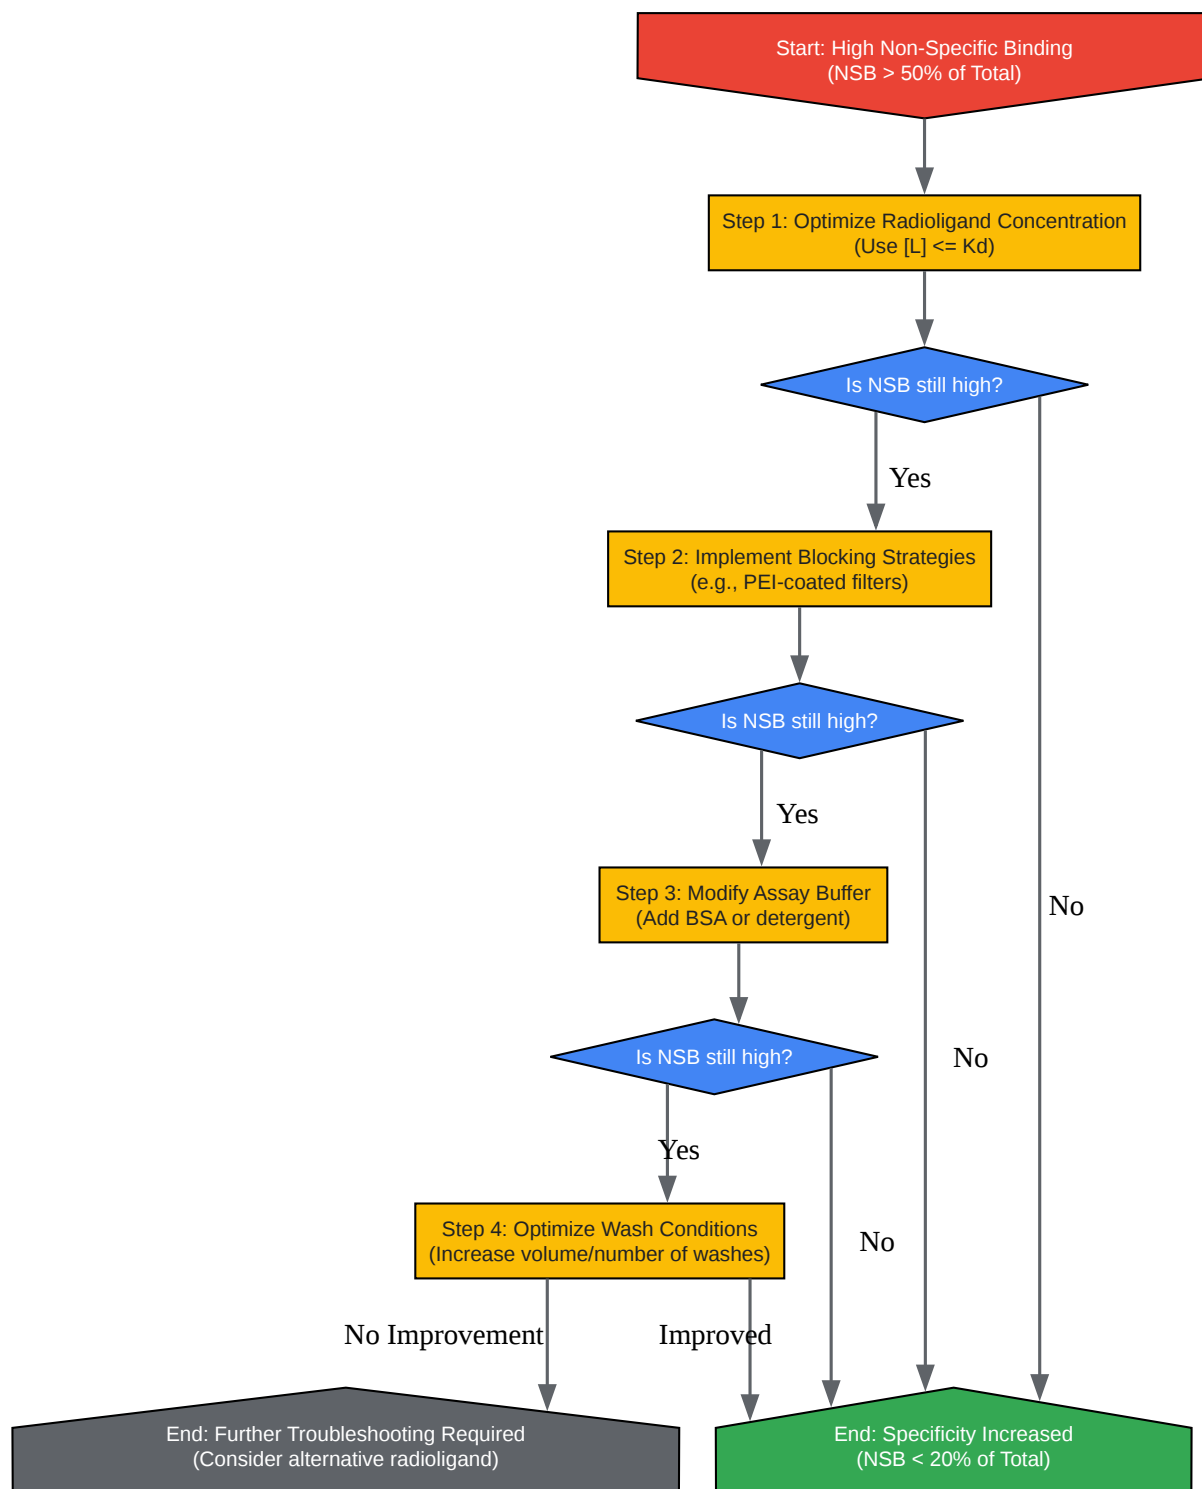 Start: High Non-Specific Binding
(NSB > 50% of Total)
Step 1: Optimize Radioligand Concentration
(Use [L] <= Kd)
Is NSB still high?
Yes
Step 2: Implement Blocking Strategies
(e.g., PEI-coated filters)
Is NSB still high?
Yes
Step 3: Modify Assay Buffer
(Add BSA or detergent)
No
Is NSB still high?
No
Yes
Step 4: Optimize Wash Conditions
(Increase volume/number of washes)
No
No Improvement
Improved
End: Further Troubleshooting Required
(Consider alternative radioligand)
End: Specificity Increased
(NSB < 20% of Total)